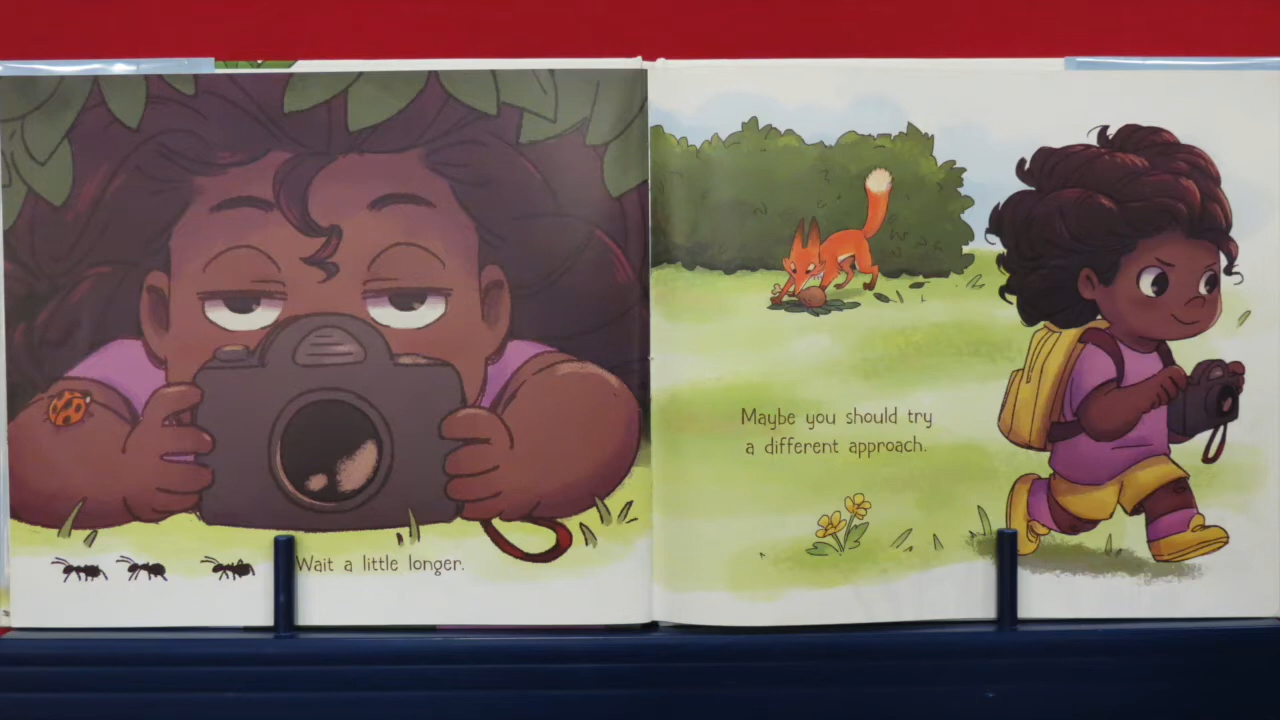 Wait a little longer.
Maybe you should try
a different approach.